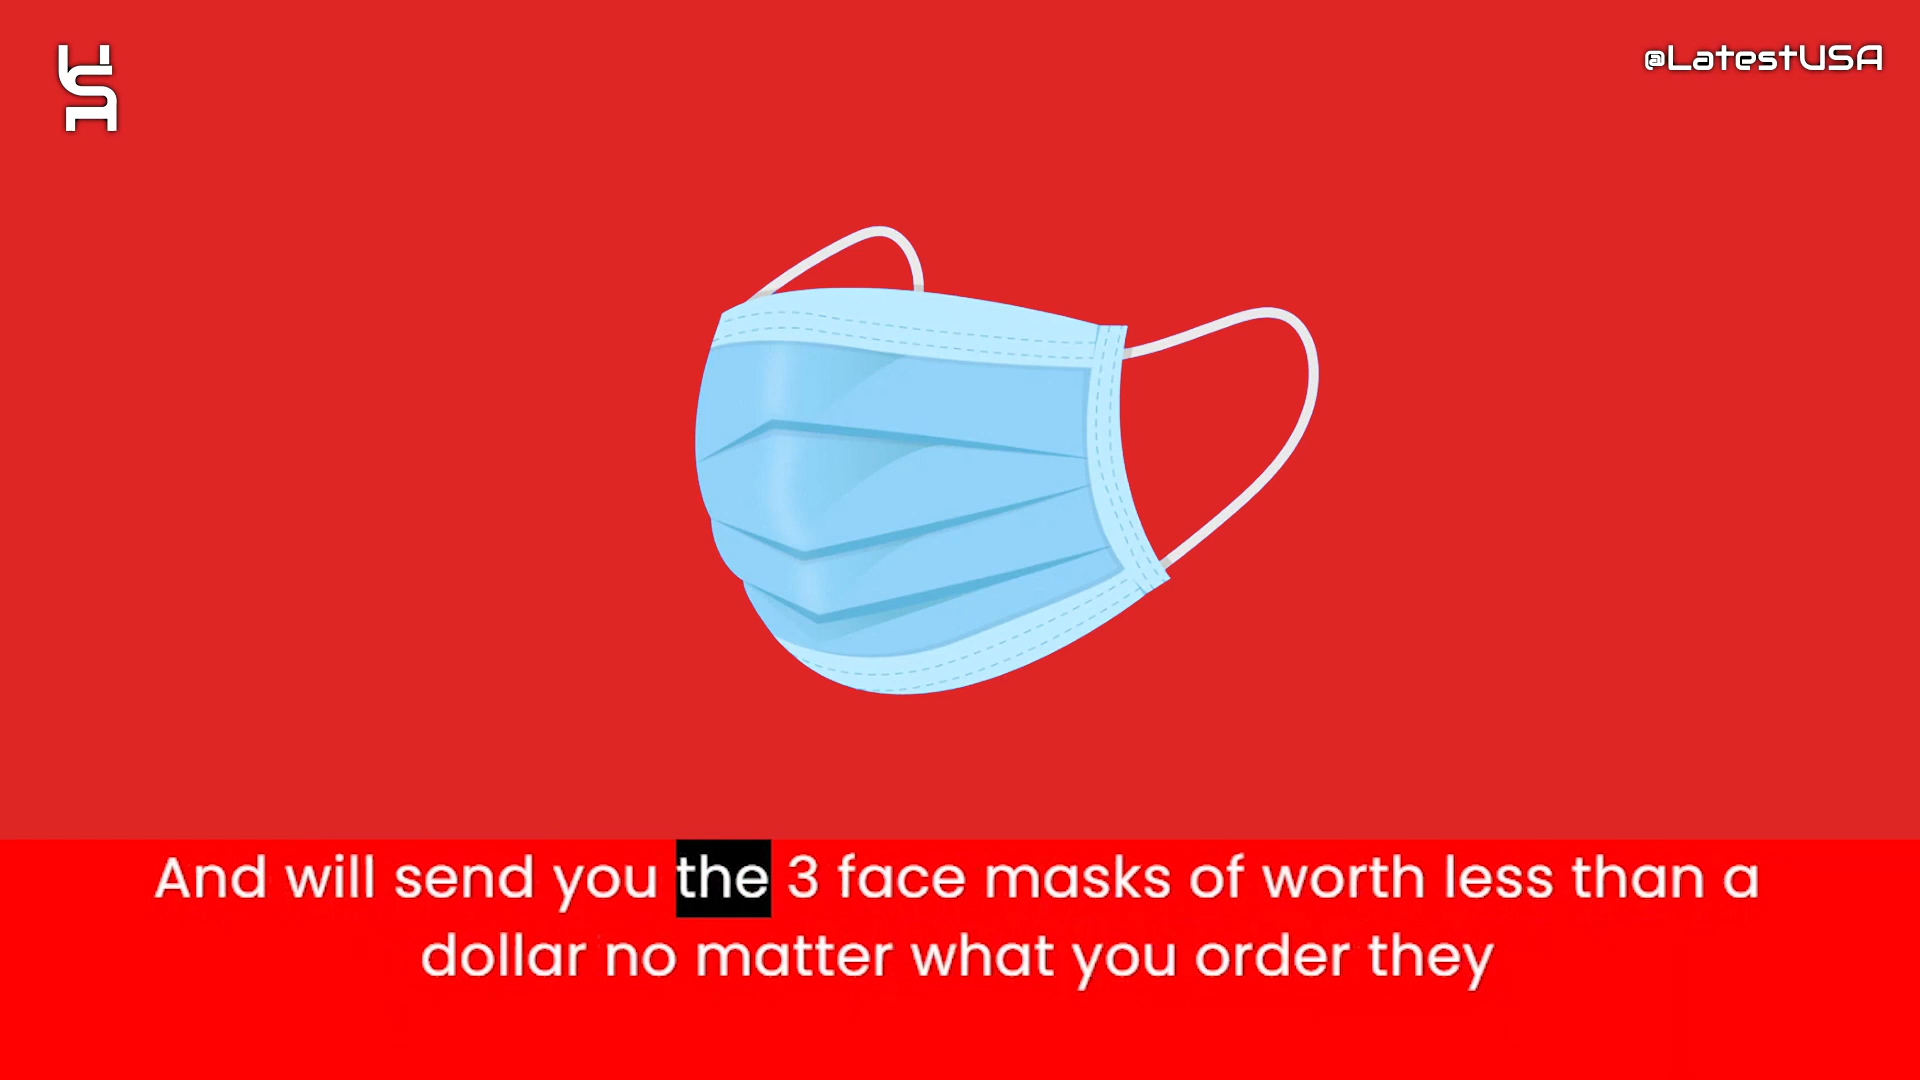 USA
@LatestUSA
And will send you the 3 face masks of worth less than a
dollar no matter what you order they